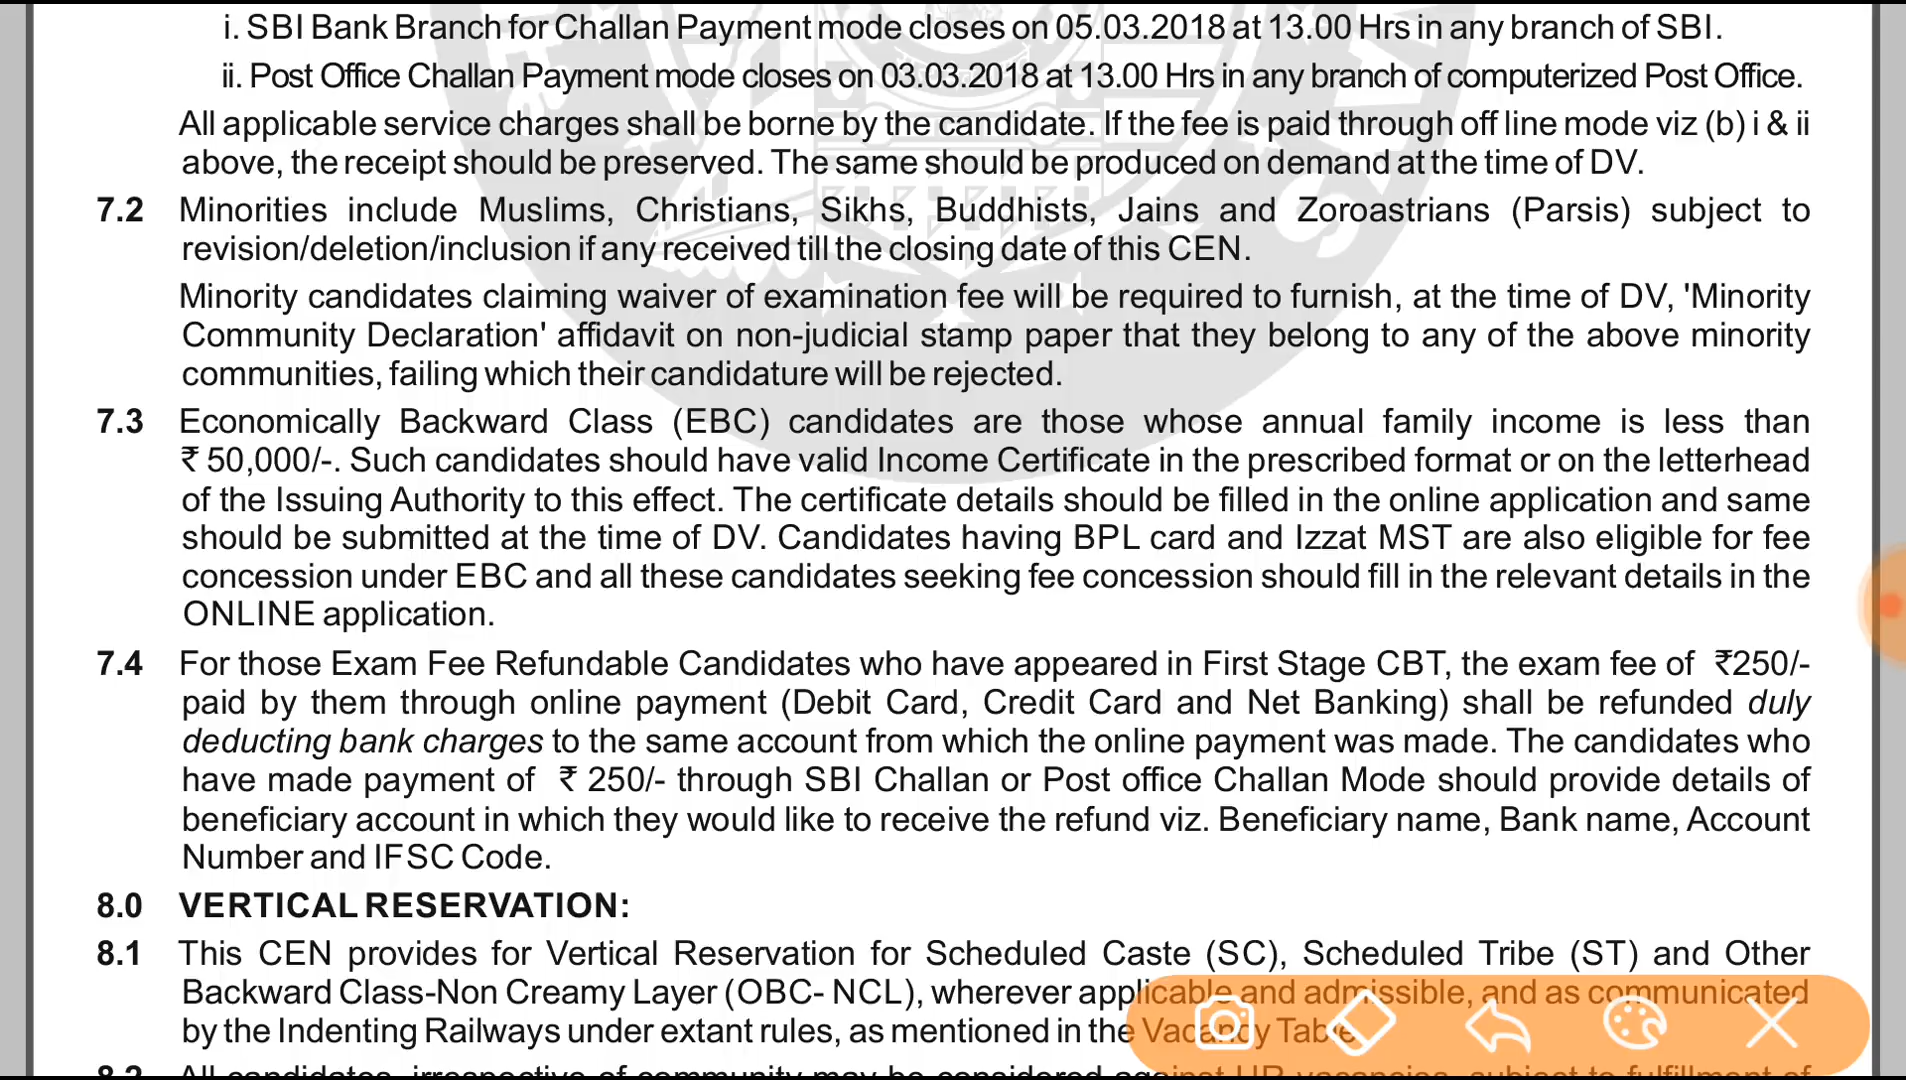 i. SBI Bank Branch for Challan Payment mode closes on 05.03.2018 at 13.00 Hrs in any branch of SBI.
ii. Post Office Challan Payment mode closes on 03.03.2018 at 13.00 Hrs in any branch of computerized Post Office.
All applicable service charges shall be borne by the candidate. If the fee is paid through off line mode viz (b) i & ii
above, the receipt should be preserved. The same should be produced on demand at the time of DV.
7.2 Minorities include Muslims, Christians, Sikhs, Buddhists, Jains and Zoroastrians (Parsis) subject to
revision/deletion/inclusion if any received till the closing date of this CEN.
Minority candidates claiming waiver of examination fee will be required to furnish, at the time of DV, 'Minority
Community Declaration' affidavit on non-judicial stamp paper that they belong to any of the above minority
communities, failing which their candidature will be rejected.
7.3 Economically Backward Class (EBC) candidates are those whose annual family income is less than
₹ 50,000/-. Such candidates should have valid Income Certificate in the prescribed format or on the letterhead
of the Issuing Authority to this effect. The certificate details should be filled in the online application and same
should be submitted at the time of DV. Candidates having BPL card and Izzat MST are also eligible for fee
concession under EBC and all these candidates seeking fee concession should fill in the relevant details in the
ONLINE application.
7.4 For those Exam Fee Refundable Candidates who have appeared in First Stage CBT, the exam fee of ₹250/-
paid by them through online payment (Debit Card, Credit Card and Net Banking) shall be refunded duly
deducting bank charges to the same account from which the online payment was made. The candidates who
have made payment of ₹ 250/- through SBI Challan or Post office Challan Mode should provide details of
beneficiary account in which they would like to receive the refund viz. Beneficiary name, Bank name, Account
Number and IFSC Code.
8.0 VERTICAL RESERVATION:
8.1 This CEN provides for Vertical Reservation for Scheduled Caste (SC), Scheduled Tribe (ST) and Other
Backward Class-Non Creamy Layer (OBC- NCL), wherever applicable and admissible, and as communicated
by the Indenting Railways under extant rules, as mentioned in the Vacancy Table
8.2 All candidates, irrespective of community may be considered against UR vacancies, subject to fulfillment of